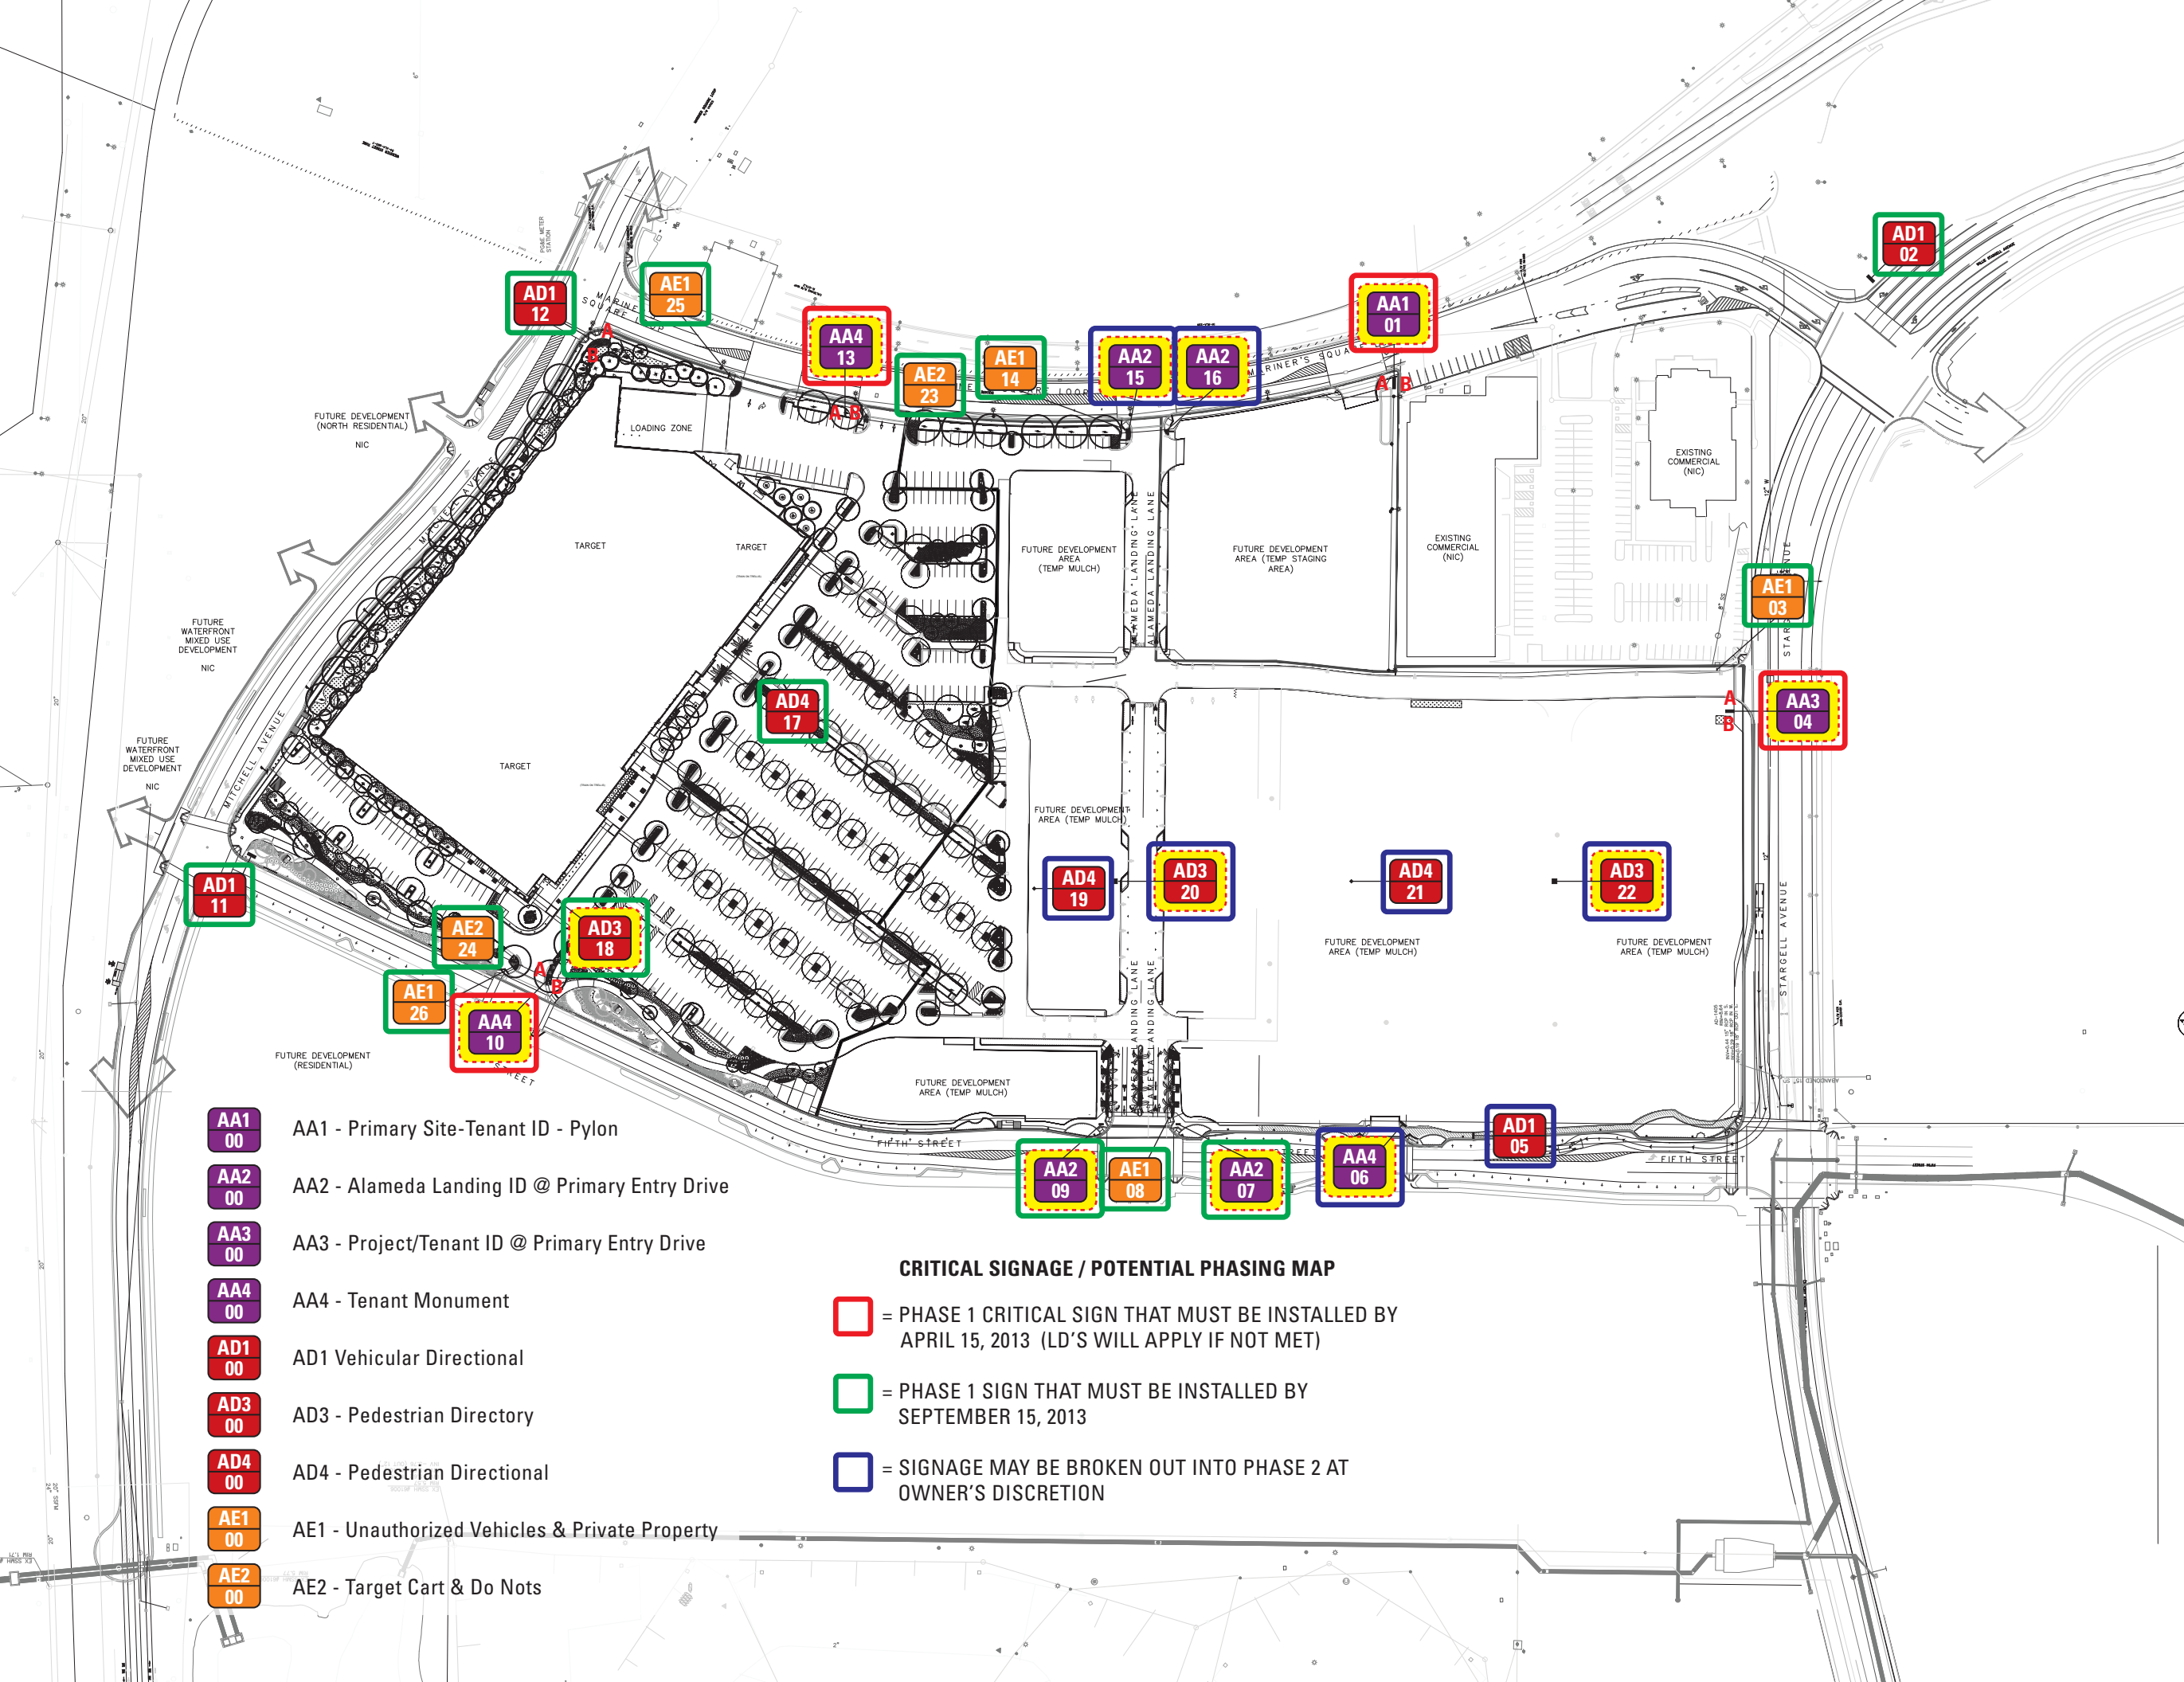 AD1
02
AD1
12
AE1
25
AA1
01
AA4
13
AE2
23
AE1
14
AA2
15
AA2
16
MARINER'S SQUARE
A
B
A B
A B
FUTURE DEVELOPMENT
(NORTH RESIDENTIAL)
NIC
LOADING ZONE
EXISTING
COMMERCIAL
(NIC)
TARGET
TARGET
FUTURE DEVELOPMENT
AREA
(TEMP MULCH)
ALAMEDA LANDING LANE
ALAMEDA LANDING LANE
FUTURE DEVELOPMENT
AREA (TEMP STAGING
AREA)
EXISTING
COMMERCIAL
(NIC)
AE1
03
FUTURE
WATERFRONT
MIXED USE
DEVELOPMENT
NIC
AD4
17
A
B
AA3
04
FUTURE
WATERFRONT
MIXED USE
DEVELOPMENT
NIC
MITCHELL AVENUE
TARGET
FUTURE DEVELOPMENT
AREA (TEMP MULCH)
AD1
11
AD4
19
AD3
20
AD4
21
AD3
22
AE2
24
AD3
18
STARGELL AVENUE
FUTURE DEVELOPMENT
AREA (TEMP MULCH)
FUTURE DEVELOPMENT
AREA (TEMP MULCH)
A
B
AE1
26
AA4
10
STREET
ALAMEDA LANDING LANE
ALAMEDA LANDING LANE
FUTURE DEVELOPMENT
(RESIDENTIAL)
FUTURE DEVELOPMENT
AREA (TEMP MULCH)
FIFTH STREET
AD1
05
FIFTH STREET
AA2
09
AE1
08
AA2
07
AA4
06
AA1
00
AA1 - Primary Site-Tenant ID - Pylon
AA2
00
AA2 - Alameda Landing ID @ Primary Entry Drive
AA3
00
AA3 - Project/Tenant ID @ Primary Entry Drive
AA4
00
AA4 - Tenant Monument
AD1
00
AD1 Vehicular Directional
AD3
00
AD3 - Pedestrian Directory
AD4
00
AD4 - Pedestrian Directional
AE1
00
AE1 - Unauthorized Vehicles & Private Property
AE2
00
AE2 - Target Cart & Do Nots
CRITICAL SIGNAGE / POTENTIAL PHASING MAP
= PHASE 1 CRITICAL SIGN THAT MUST BE INSTALLED BY
APRIL 15, 2013 (LD'S WILL APPLY IF NOT MET)
= PHASE 1 SIGN THAT MUST BE INSTALLED BY
SEPTEMBER 15, 2013
= SIGNAGE MAY BE BROKEN OUT INTO PHASE 2 AT
OWNER'S DISCRETION